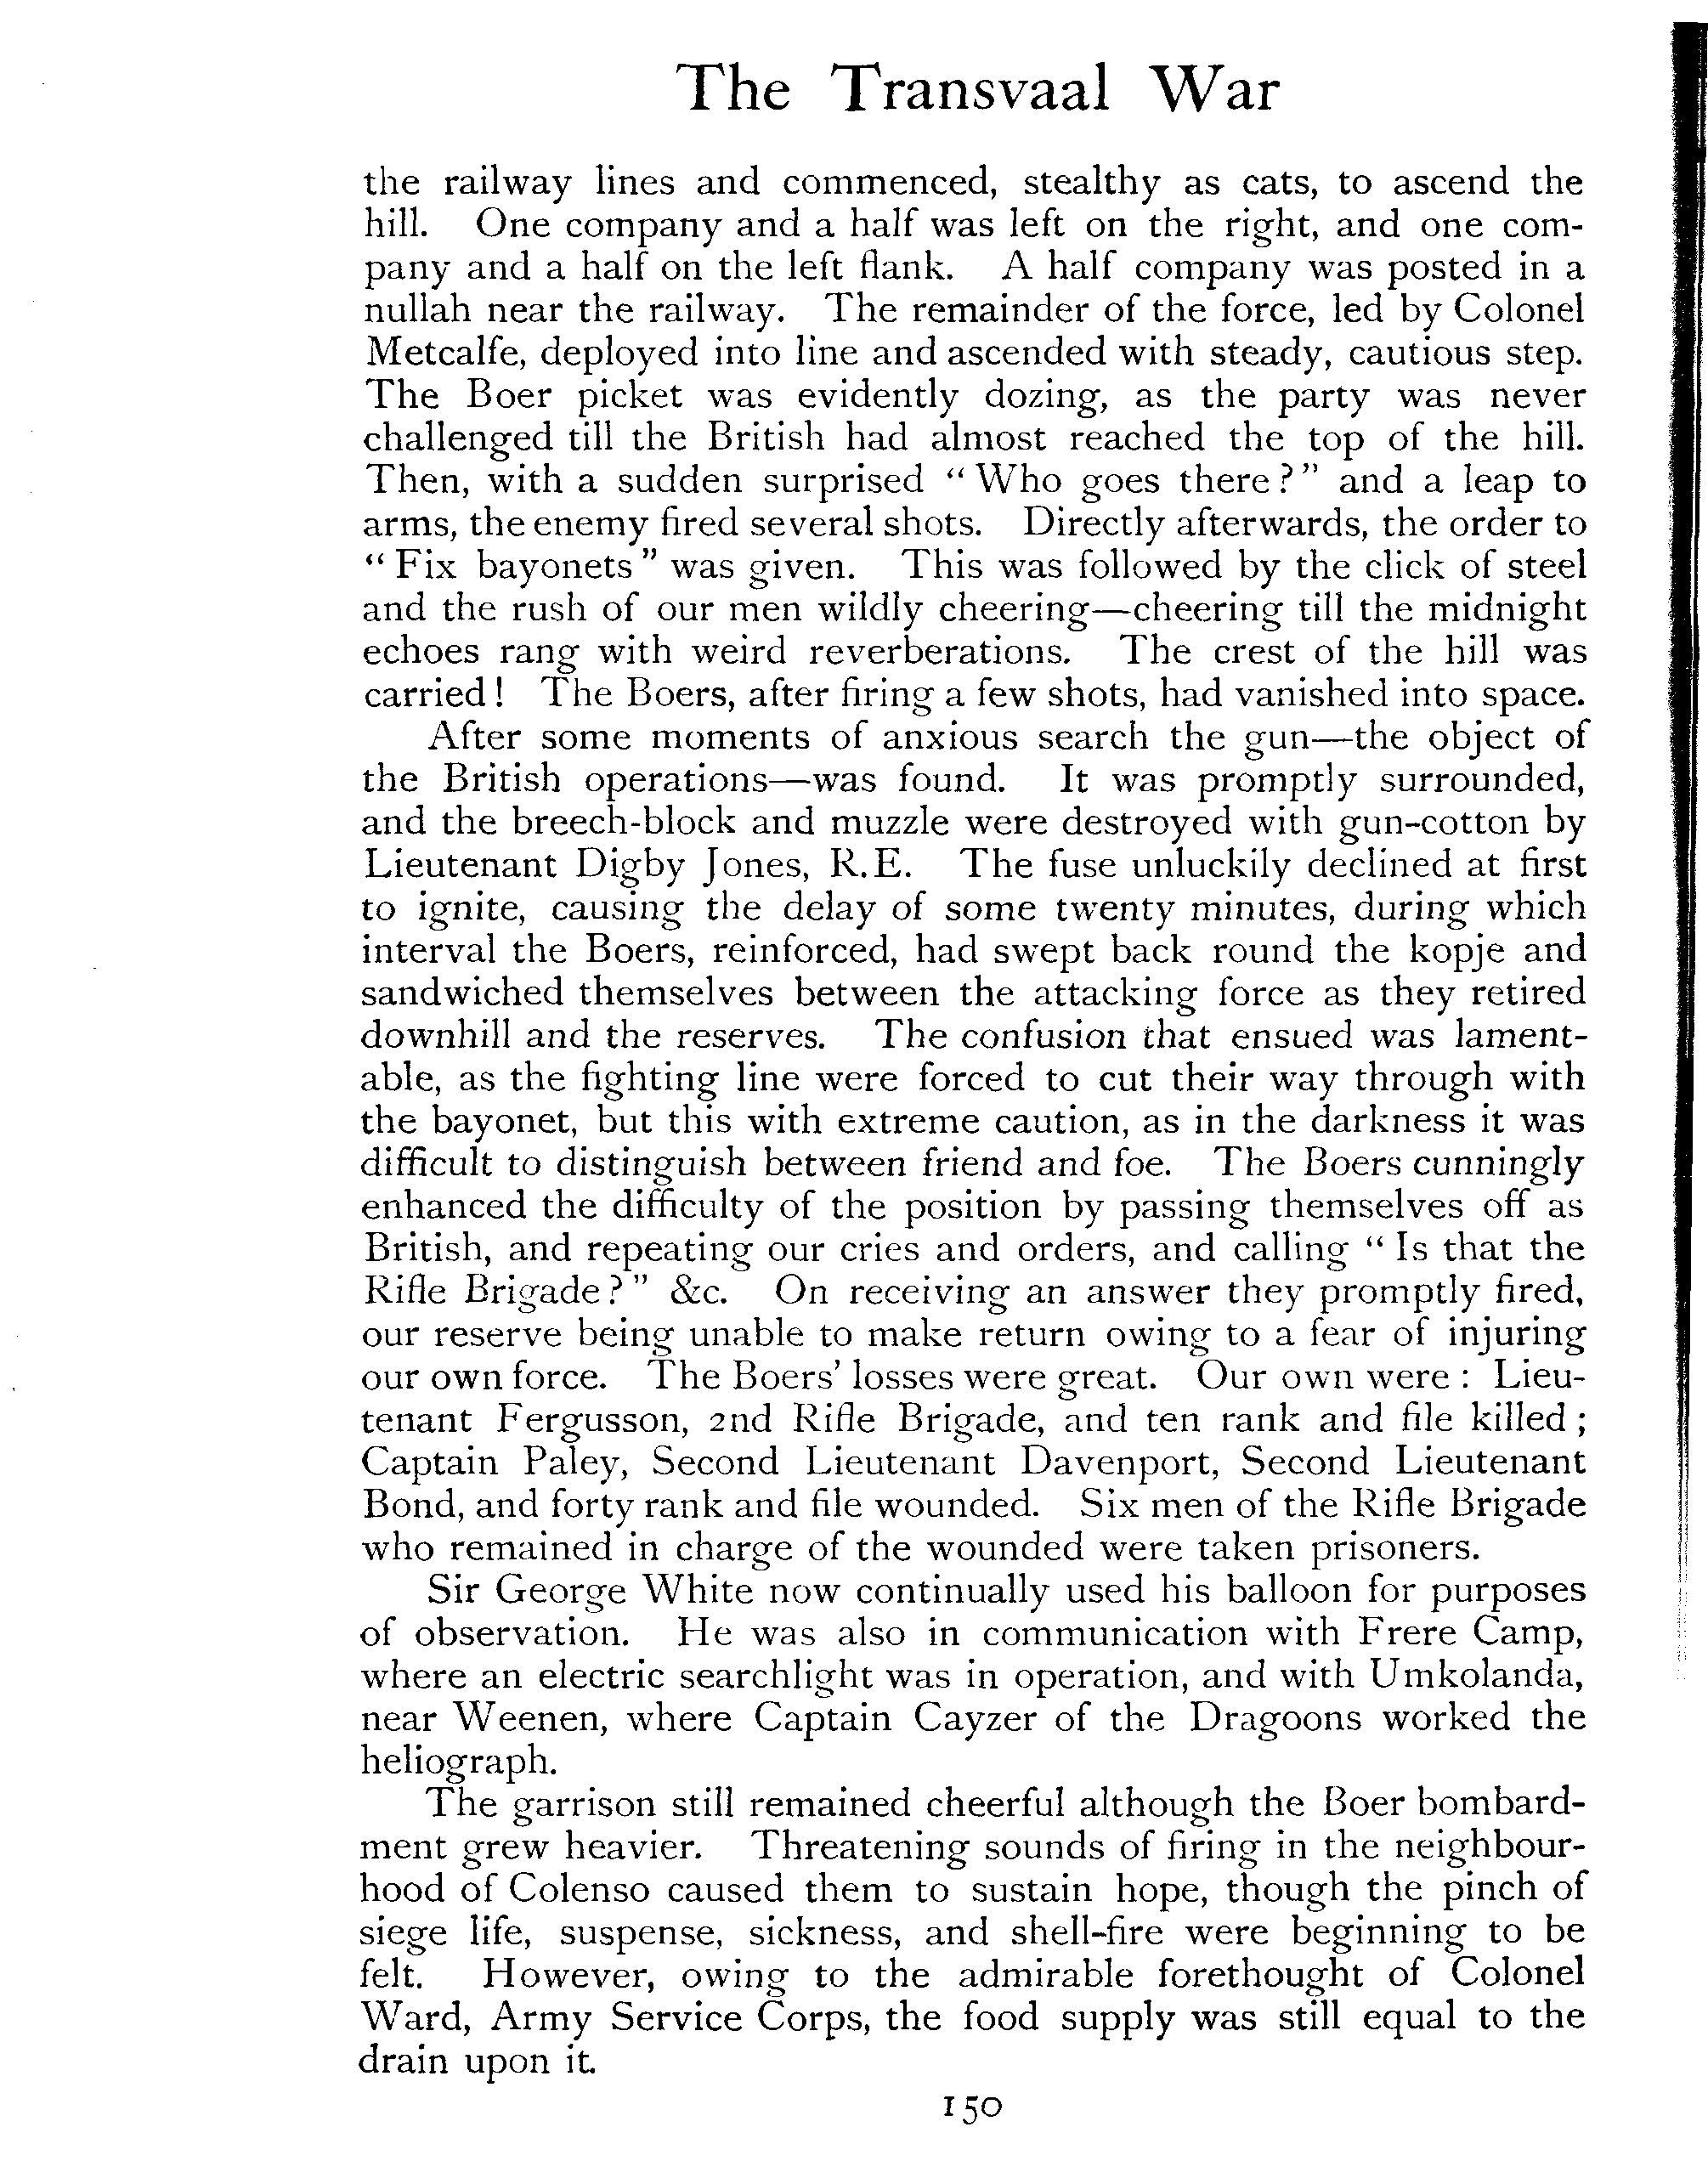 The Transvaal War
the railway lines and commenced, stealthy as cats, to ascend the
hill. One company and a half was left on the right, and one com-
pany and a half on the left flank. A half company was posted in a
nullah near the railway. The remainder of the force, led by Colonel
Metcalfe, deployed into line and ascended with steady, cautious step.
The Boer picket was evidently dozing, as the party was never
challenged till the British had almost reached the top of the hill.
Then, with a sudden surprised “Who goes there?” and a leap to
arms, the enemy fired several shots. Directly afterwards, the order to
“Fix bayonets” was given. This was followed by the click of steel
and the rush of our men wildly cheering—cheering till the midnight
echoes rang with weird reverberations. The crest of the hill was
carried! The Boers, after firing a few shots, had vanished into space.
After some moments of anxious search the gun—the object of
the British operations—was found. It was promptly surrounded,
and the breech-block and muzzle were destroyed with gun-cotton by
Lieutenant Digby Jones, R.E. The fuse unluckily declined at first
to ignite, causing the delay of some twenty minutes, during which
interval the Boers, reinforced, had swept back round the kopje and
sandwiched themselves between the attacking force as they retired
downhill and the reserves. The confusion that ensued was lament-
able, as the fighting line were forced to cut their way through with
the bayonet, but this with extreme caution, as in the darkness it was
difficult to distinguish between friend and foe. The Boers cunningly
enhanced the difficulty of the position by passing themselves off as
British, and repeating our cries and orders, and calling “Is that the
Rifle Brigade?” &c. On receiving an answer they promptly fired,
our reserve being unable to make return owing to a fear of injuring
our own force. The Boers’ losses were great. Our own were: Lieu-
tenant Fergusson, 2nd Rifle Brigade, and ten rank and file killed;
Captain Paley, Second Lieutenant Davenport, Second Lieutenant
Bond, and forty rank and file wounded. Six men of the Rifle Brigade
who remained in charge of the wounded were taken prisoners.
Sir George White now continually used his balloon for purposes
of observation. He was also in communication with Frere Camp,
where an electric searchlight was in operation, and with Umkolanda,
near Weenen, where Captain Cayzer of the Dragoons worked the
heliograph.
The garrison still remained cheerful although the Boer bombard-
ment grew heavier. Threatening sounds of firing in the neighbour-
hood of Colenso caused them to sustain hope, though the pinch of
siege life, suspense, sickness, and shell-fire were beginning to be
felt. However, owing to the admirable forethought of Colonel
Ward, Army Service Corps, the food supply was still equal to the
drain upon it.
150